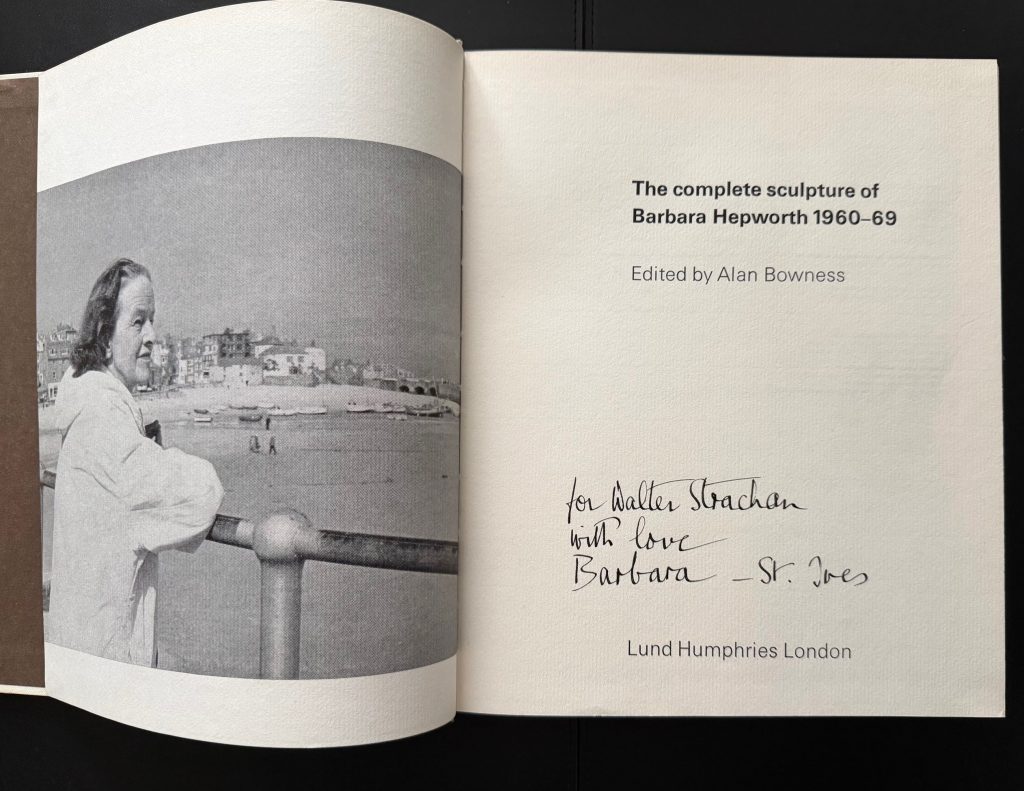 The complete sculpture of
Barbara Hepworth 1960–69
Edited by Alan Bowness
for Walter Strachan
with love
Barbara – St. Ives
Lund Humphries London